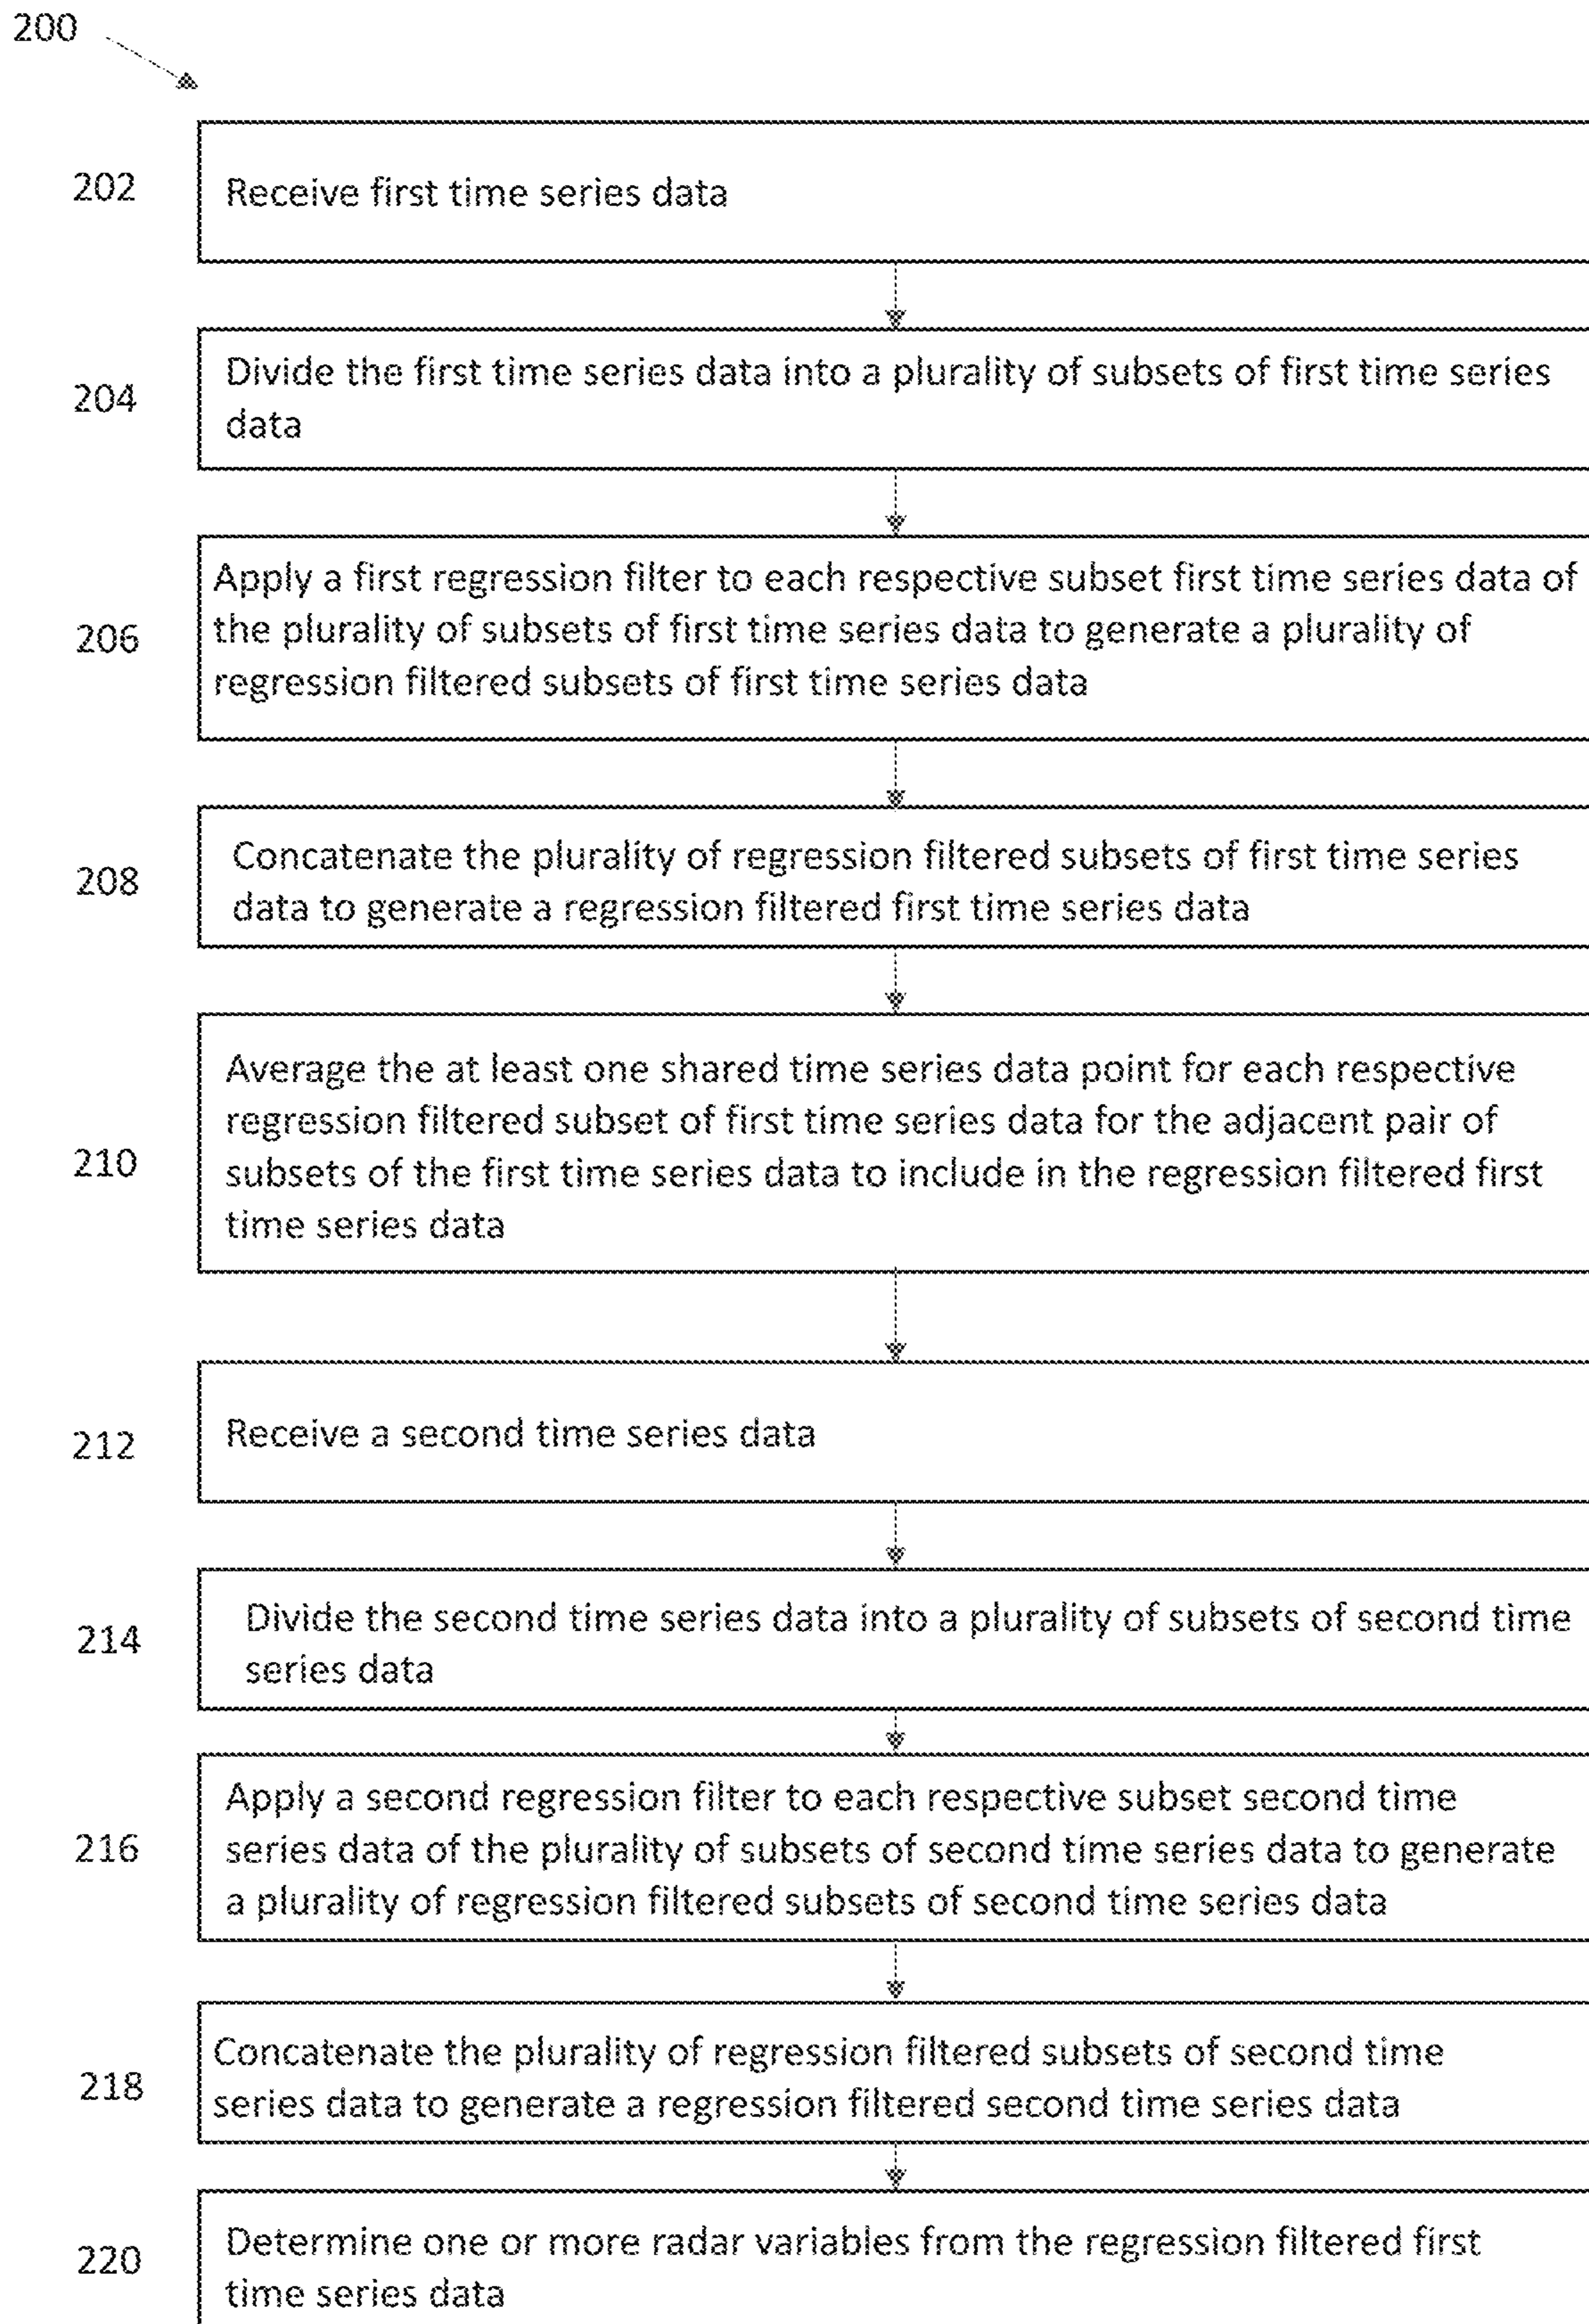 200
202
Receive first time series data
204
Divide the first time series data into a plurality of subsets of first time series
data
206
Apply a first regression filter to each respective subset first time series data of
the plurality of subsets of first time series data to generate a plurality of
regression filtered subsets of first time series data
208
Concatenate the plurality of regression filtered subsets of first time series
data to generate a regression filtered first time series data
210
Average the at least one shared time series data point for each respective
regression filtered subset of first time series data for the adjacent pair of
subsets of the first time series data to include in the regression filtered first
time series data
212
Receive a second time series data
214
Divide the second time series data into a plurality of subsets of second time
series data
216
Apply a second regression filter to each respective subset second time
series data of the plurality of subsets of second time series data to generate
a plurality of regression filtered subsets of second time series data
218
Concatenate the plurality of regression filtered subsets of second time
series data to generate a regression filtered second time series data
220
Determine one or more radar variables from the regression filtered first
time series data